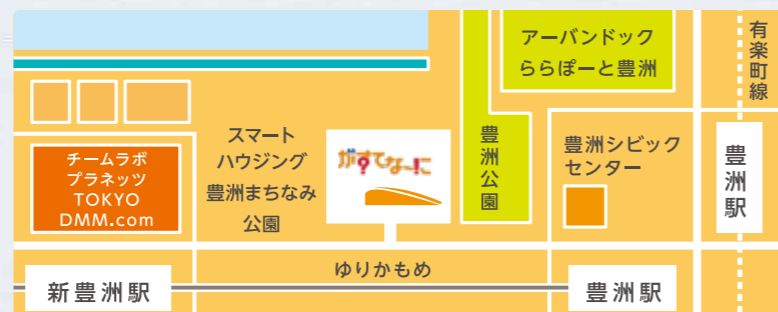 アーバンドック
ららぽーと豊洲
有楽町線
スマート
ハウジング
豊洲まちなみ
公園
がすてなーに
豊洲公園
豊洲シビック
センター
豊洲駅
チームラボ
プラネッツ
TOKYO
DMM.com
ゆりかもめ
新豊洲駅
豊洲駅